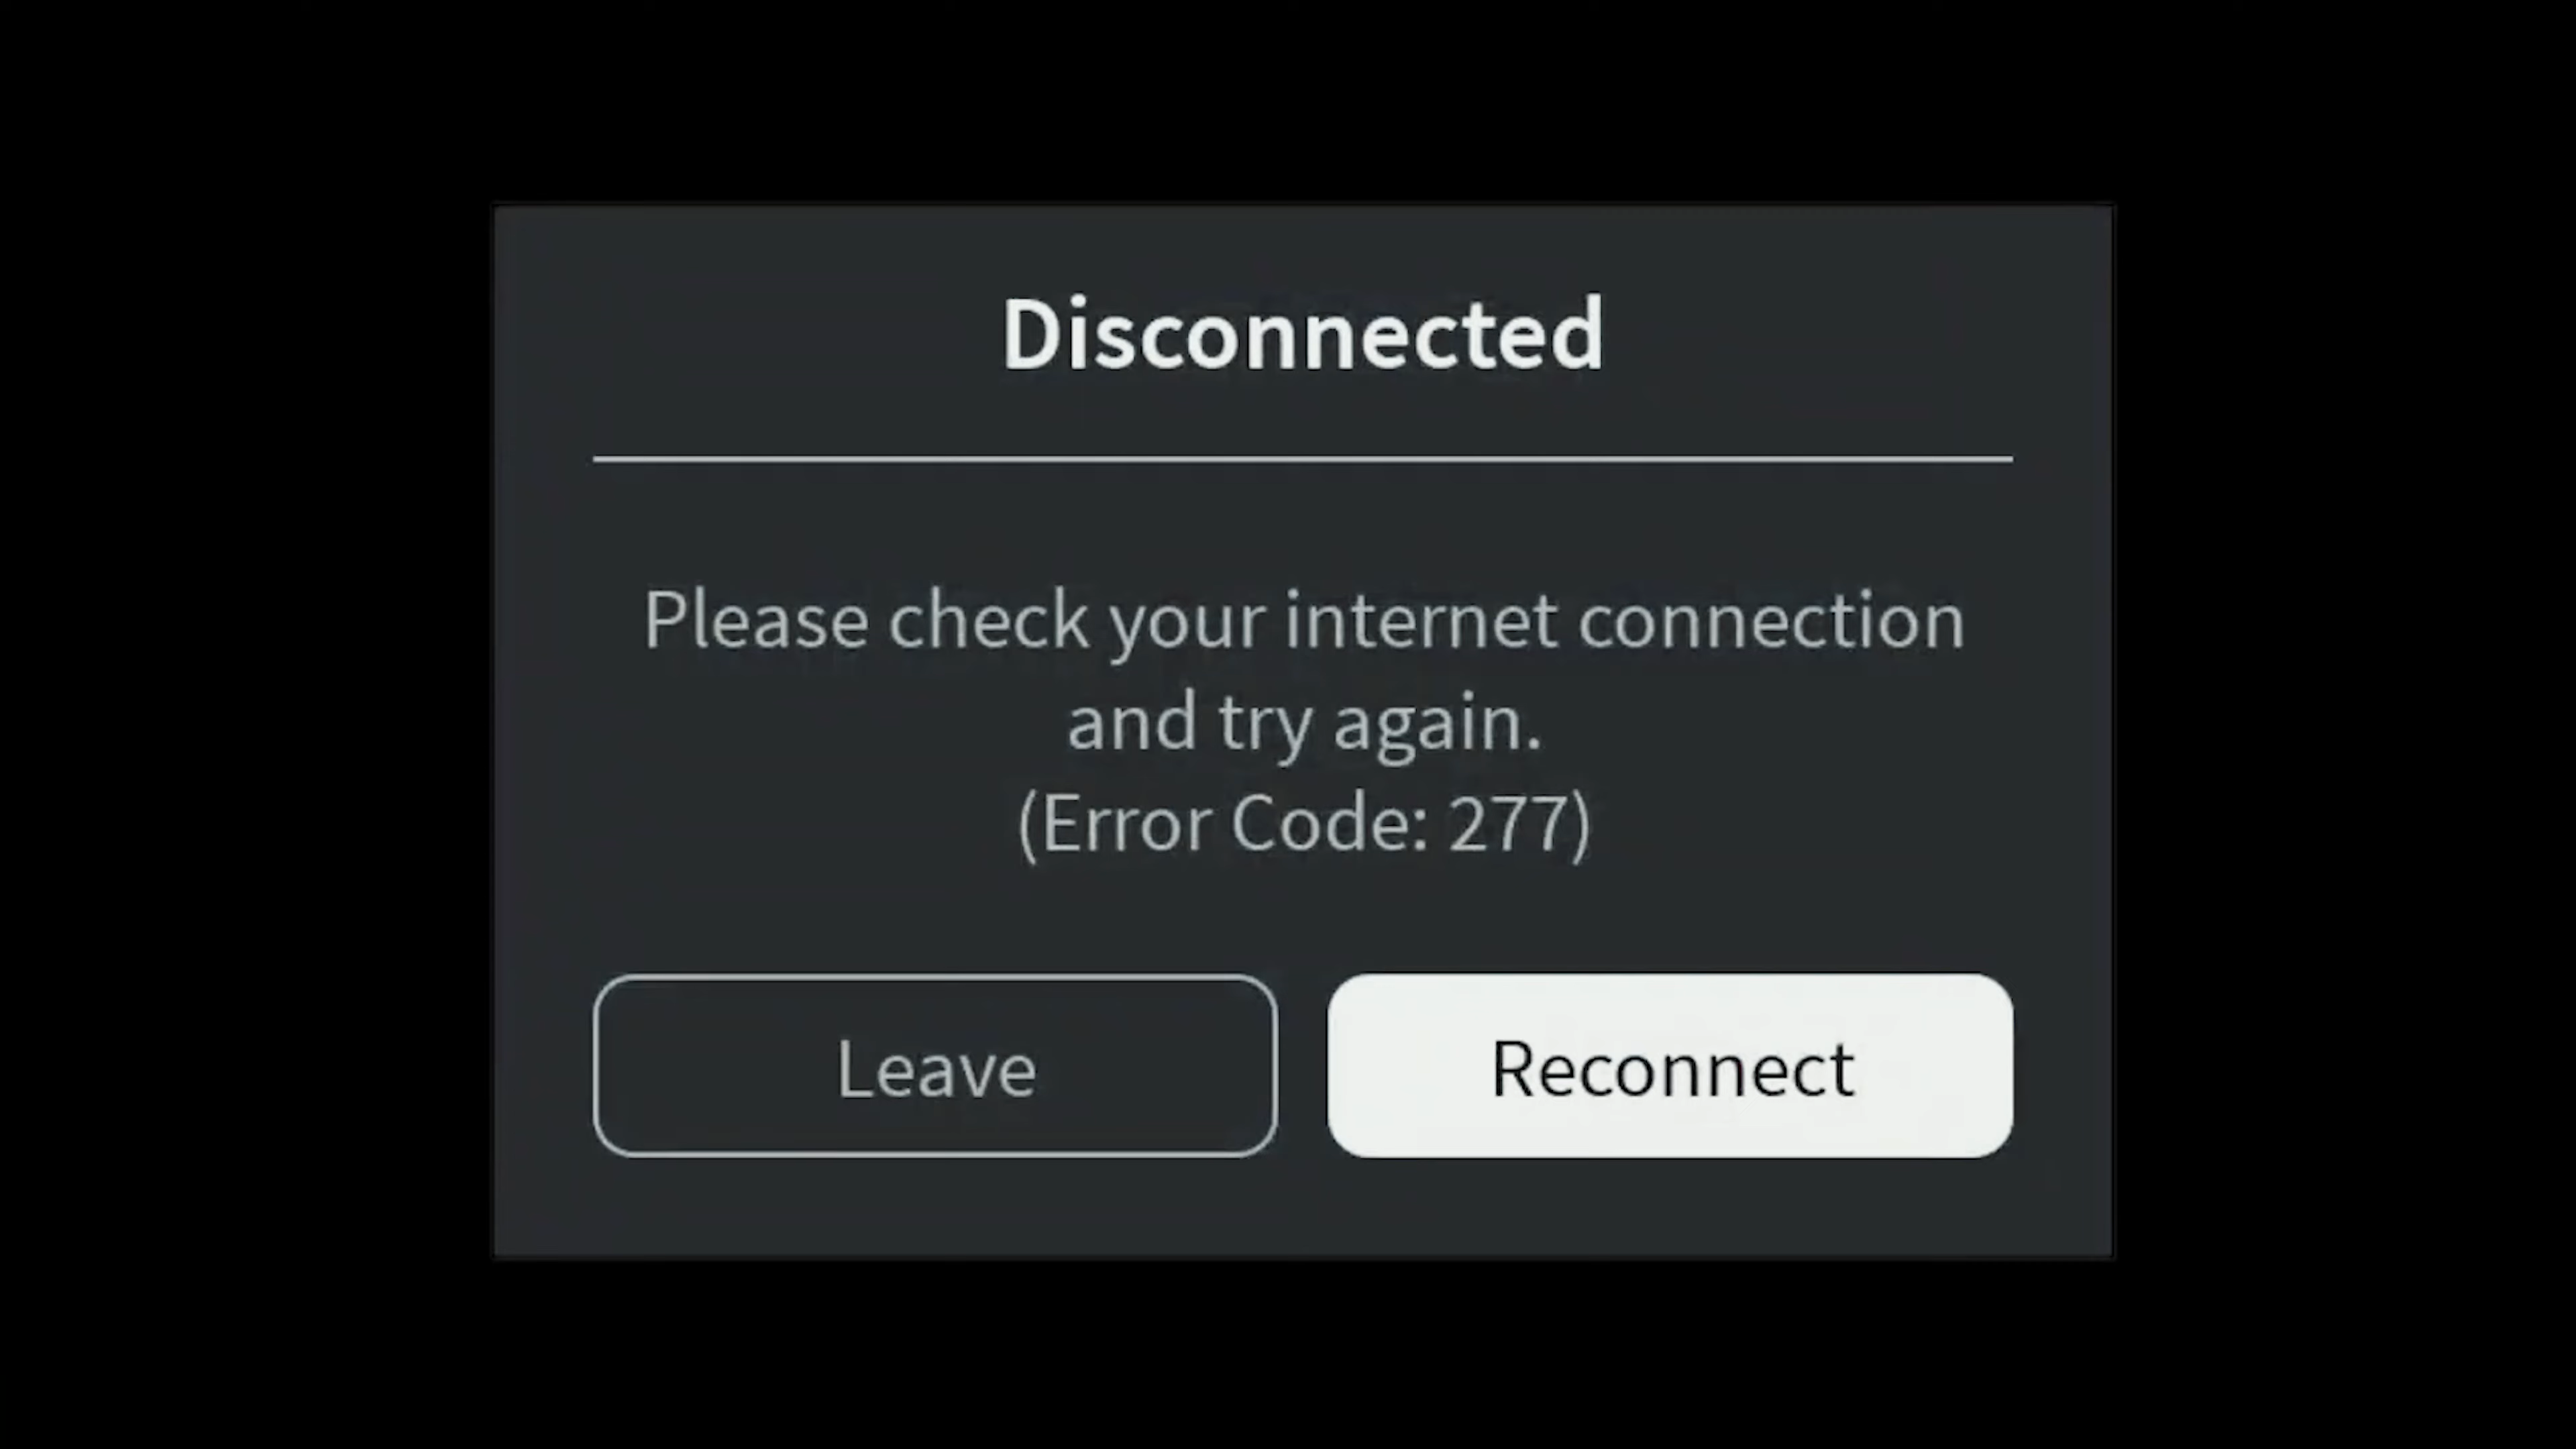 Disconnected
Please check your internet connection
and try again.
(Error Code: 277)
Leave
Reconnect